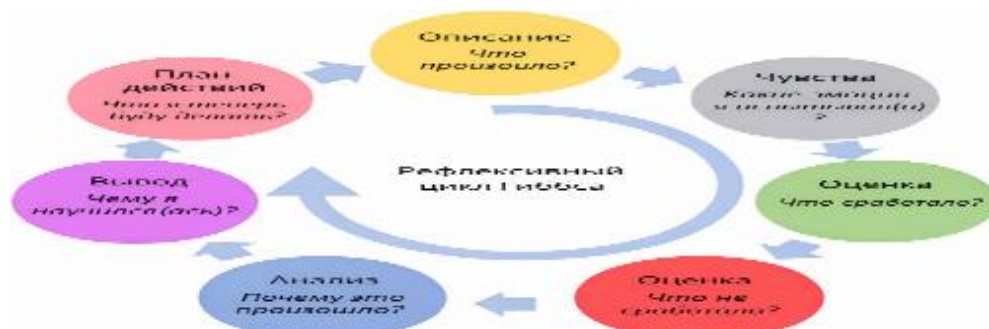 Описание
Что
произошло?
Чувства
Какие эмоции
я испытывал(а)
?
Оценка
Что сработало?
Оценка
Что не
сработало?
Анализ
Почему это
произошло?
Вывод
Чему я
научился(ась)?
План
действий
Что я теперь
буду делать?
Рефлексивный
цикл Гиббса